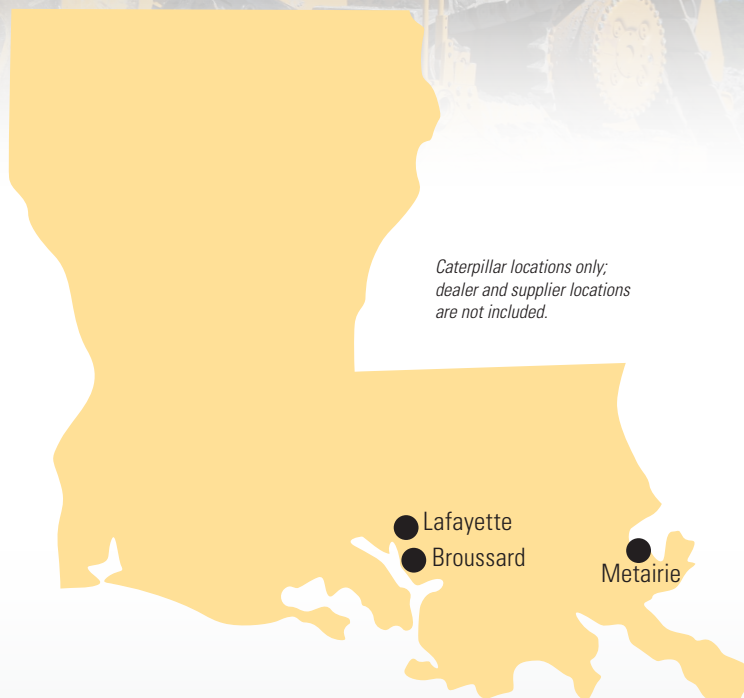 Caterpillar locations only;
dealer and supplier locations
are not included.
Lafayette
Broussard
Metairie